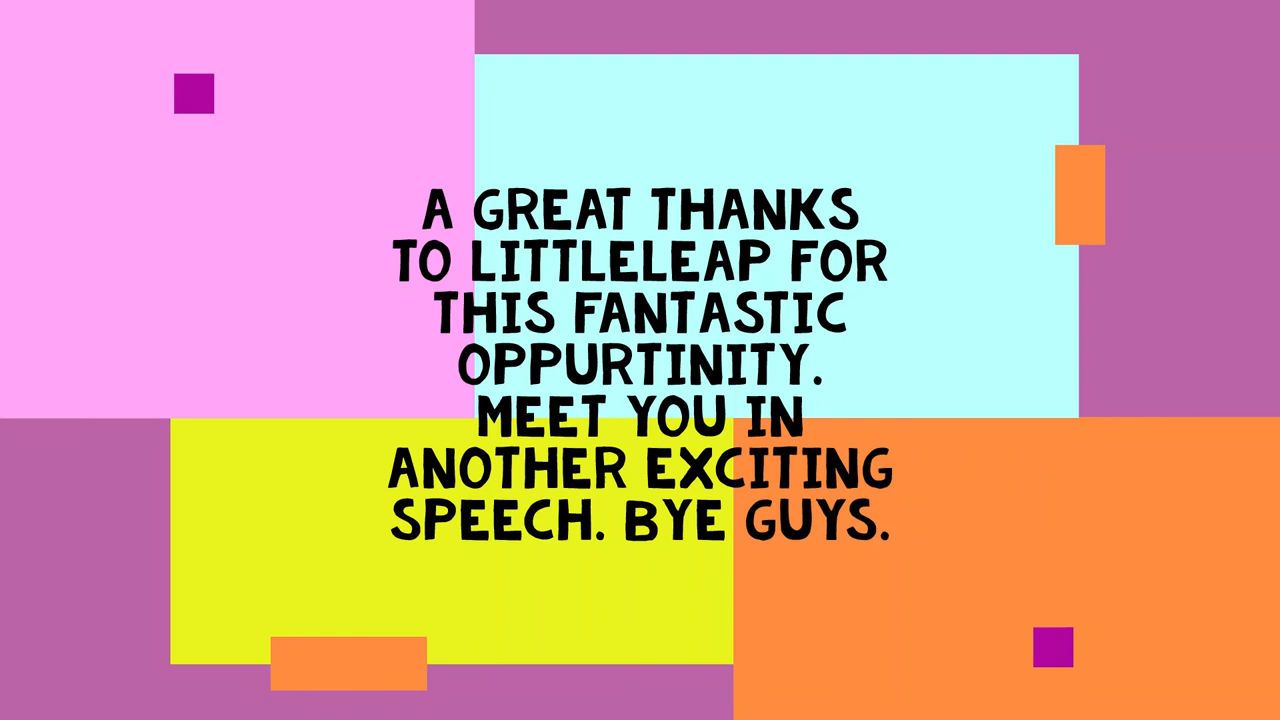 A GREAT THANKS
TO LITTLELEAP FOR
THIS FANTASTIC
OPPURTINITY.
MEET YOU IN
ANOTHER EXCITING
SPEECH. BYE GUYS.